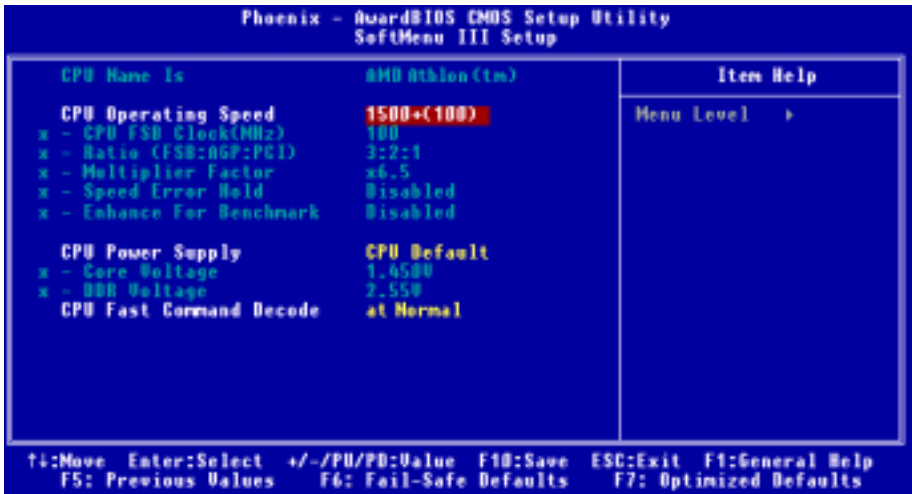 Phoenix - AwardBIOS CMOS Setup Utility
SoftMenu III Setup
CPU Name Is AMD Athlon(tm)
Item Help
CPU Operating Speed 1500+(100)
Menu Level ▸
x - CPU FSB Clock(MHz) 100
x - Ratio (FSB:AGP:PCI) 3:2:1
x - Multiplier Factor x6.5
x - Speed Error Hold Disabled
x - Enhance For Benchmark Disabled
CPU Power Supply CPU Default
x - Core Voltage 1.450V
x - DDR Voltage 2.55V
CPU Fast Command Decode at Normal
↑↓:Move Enter:Select +/-/PU/PD:Value F10:Save ESC:Exit F1:General Help
F5: Previous Values F6: Fail-Safe Defaults F7: Optimized Defaults